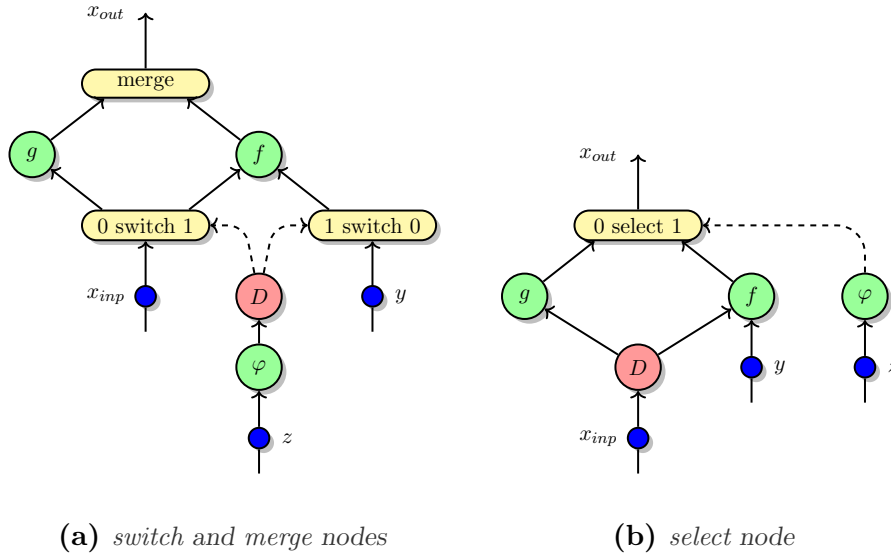 x_out
merge
g
f
0 switch 1
1 switch 0
x_inp
D
y
φ
z
(a) switch and merge nodes
x_out
0 select 1
g
f
φ
D
y
x_inp
(b) select node